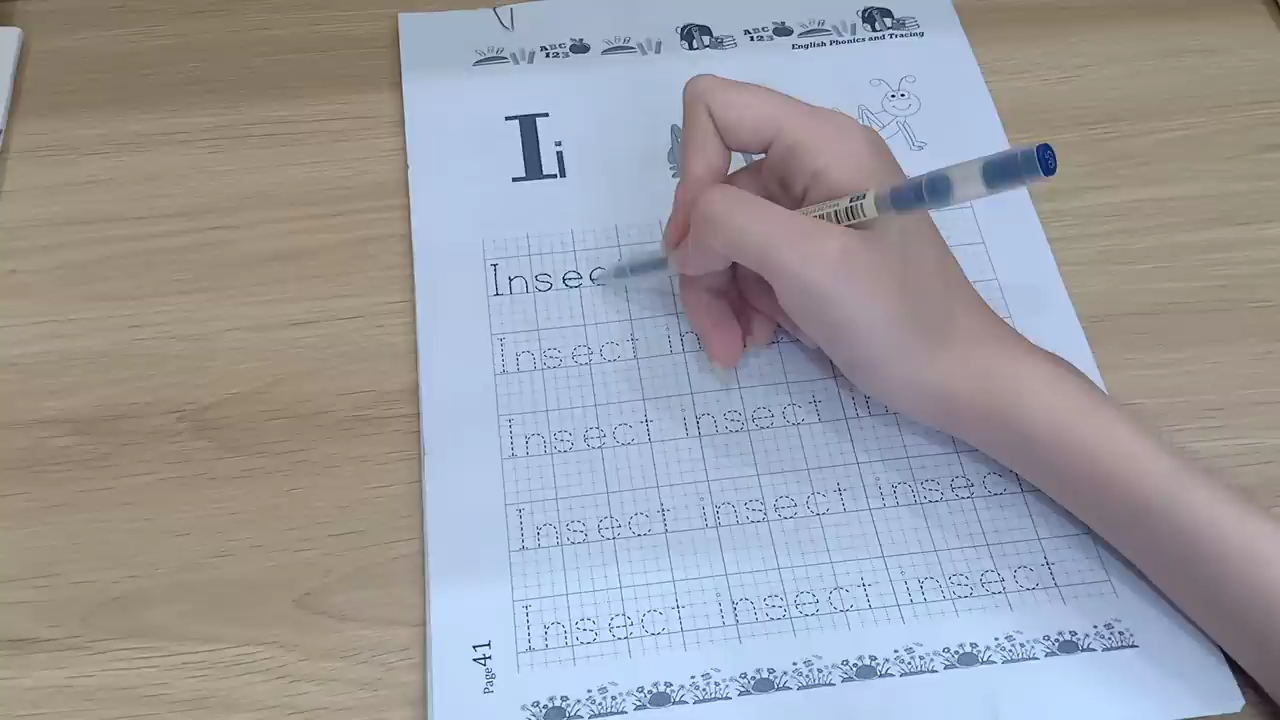 ABC 123 ABC 123
English Phonics and Tracing
Ii
Insec
Insect
Insect insect
Insect insect insect
Insect insect insect
Page 41